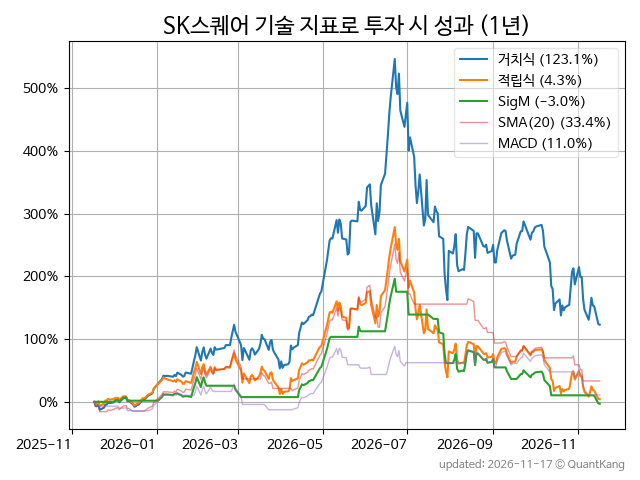 SK스퀘어 기술 지표로 투자 시 성과 (1년)
거치식 (123.1%)
적립식 (4.3%)
SigM (−3.0%)
SMA(20) (33.4%)
MACD (11.0%)
500%
400%
300%
200%
100%
0%
2025-11 2026-01 2026-03 2026-05 2026-07 2026-09 2026-11
updated: 2026-11-17 © QuantKang